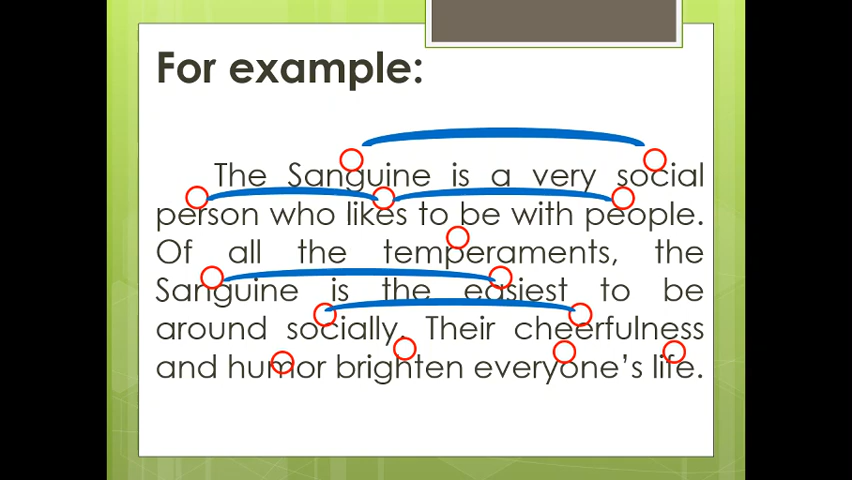 For example:
The Sanguine is a very social
person who likes to be with people.
Of all the temperaments, the
Sanguine is the easiest to be
around socially. Their cheerfulness
and humor brighten everyone’s life.